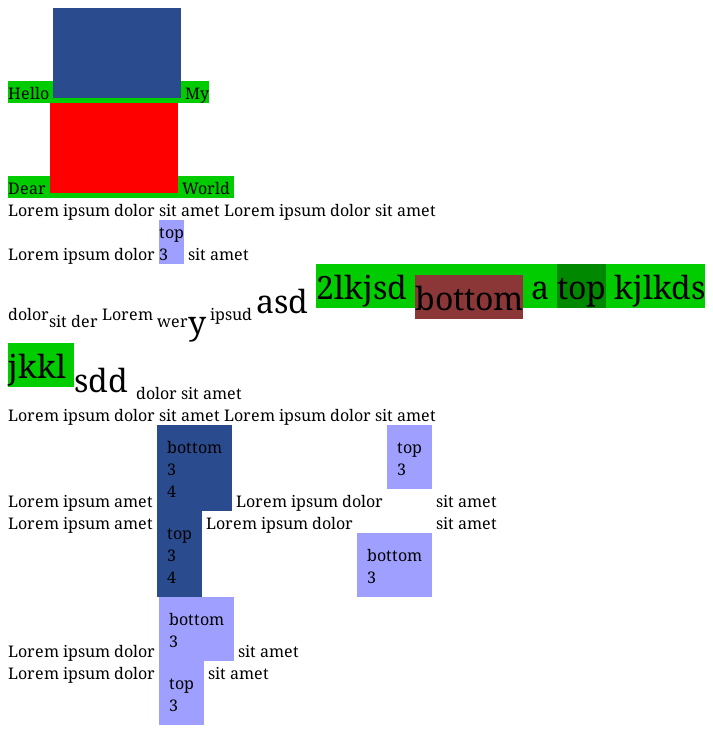 Hello My
Dear World
Lorem ipsum dolor sit amet Lorem ipsum dolor sit amet
top
Lorem ipsum dolor 3 sit amet
dolorsit der Lorem wery ipsud asd 2lkjsd bottom a top kjlkds
jkkl sdd dolor sit amet
Lorem ipsum dolor sit amet Lorem ipsum dolor sit amet
bottom top
3 3
4
Lorem ipsum amet Lorem ipsum dolor sit amet
Lorem ipsum amet Lorem ipsum dolor sit amet
top
3 bottom
4 3
bottom
3
Lorem ipsum dolor sit amet
Lorem ipsum dolor sit amet
top
3